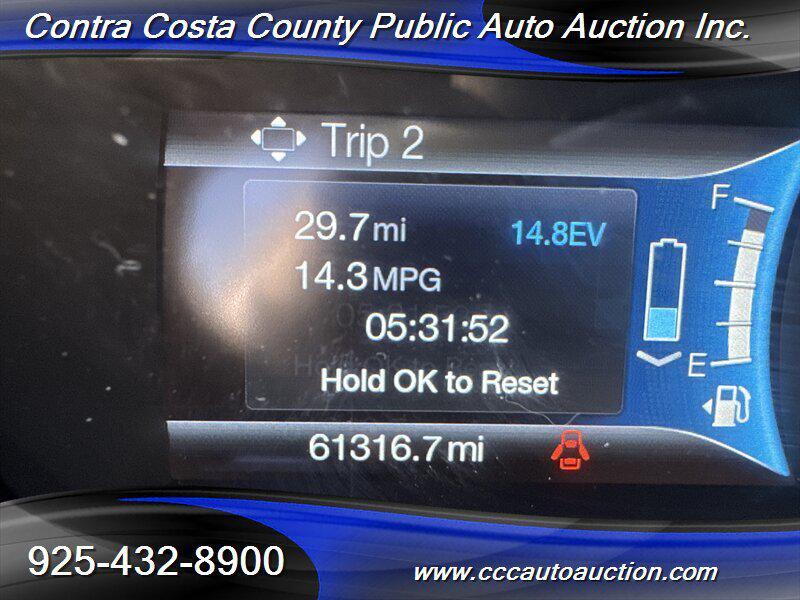 Contra Costa County Public Auto Auction Inc.
Trip 2
29.7 mi 14.8EV
14.3 MPG
05:31:52
Hold OK to Reset
F
E
61316.7 mi
925-432-8900
www.cccautoauction.com